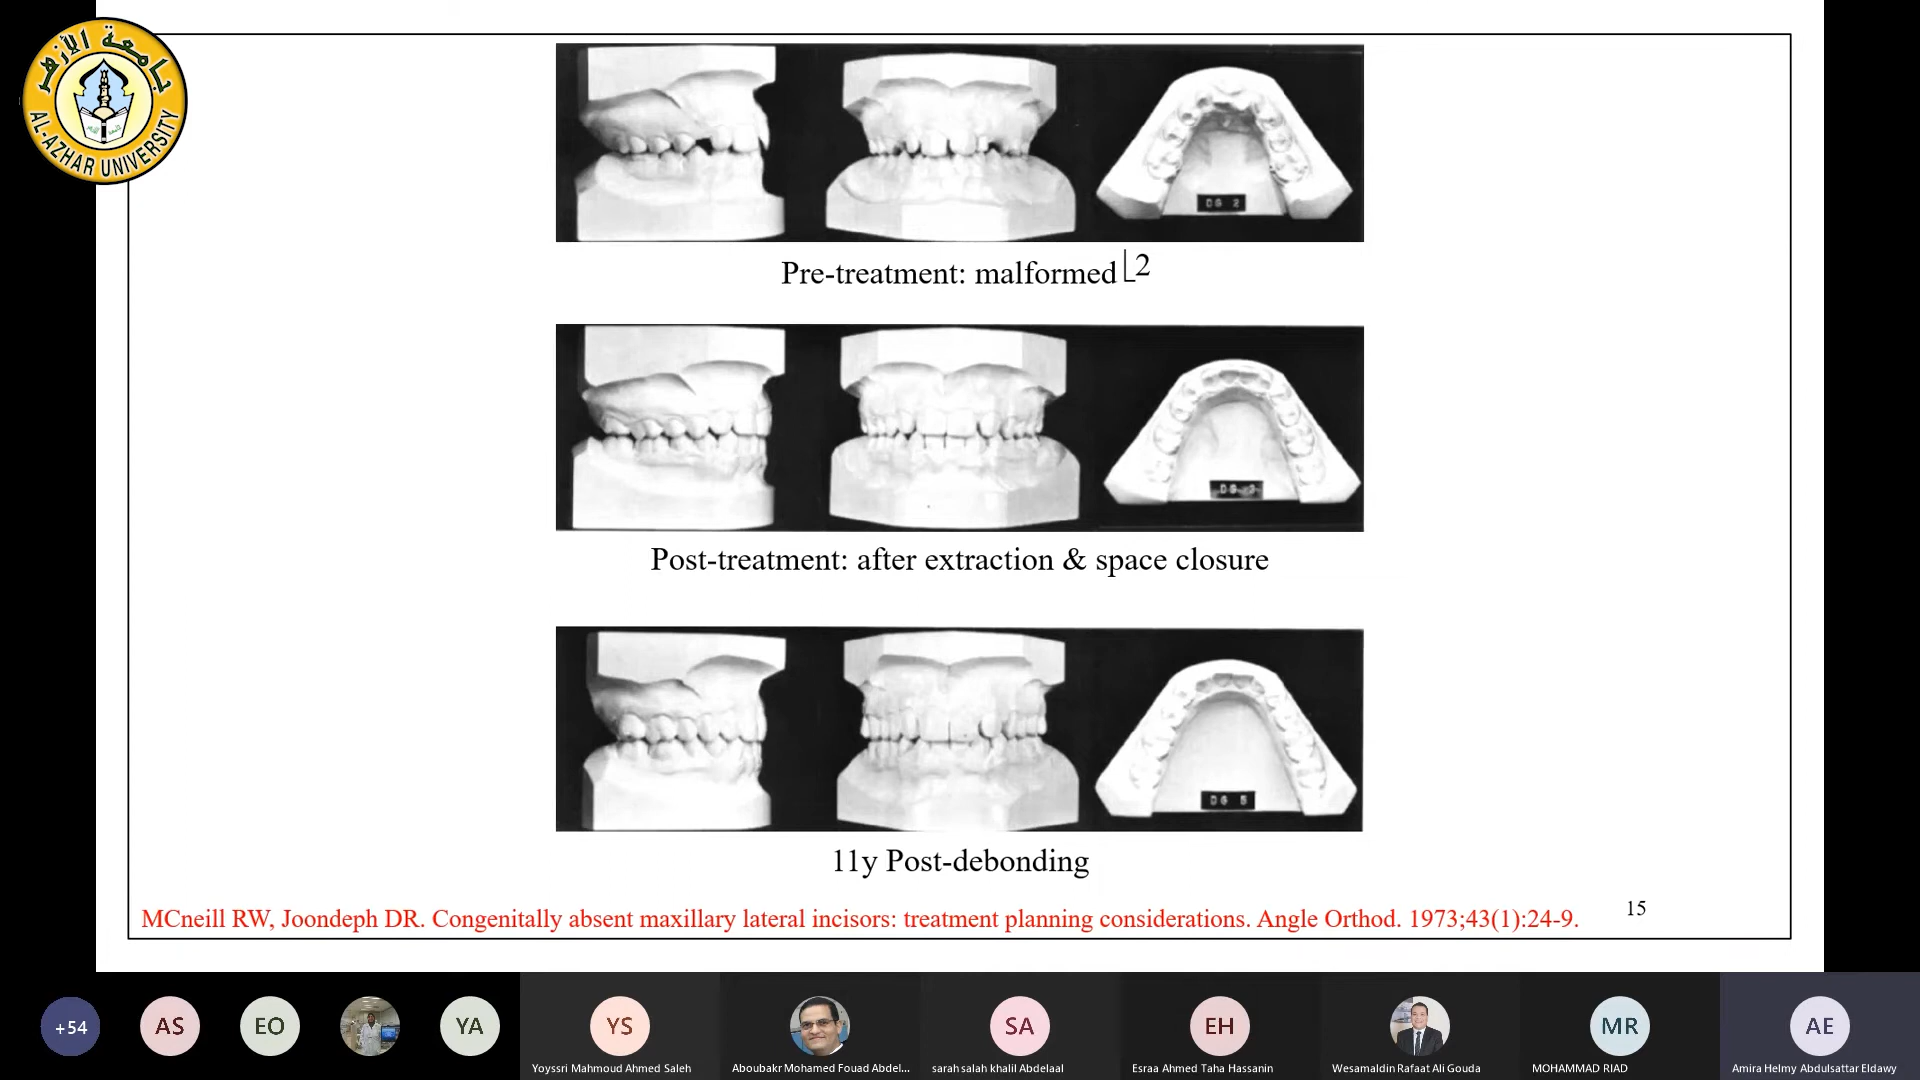 جامعة الأزهر
AL-AZHAR UNIVERSITY
DG 2
Pre-treatment: malformed ⎿2
Post-treatment: after extraction & space closure
DG 5
11y Post-debonding
MCneill RW, Joondeph DR. Congenitally absent maxillary lateral incisors: treatment planning considerations. Angle Orthod. 1973;43(1):24-9.
15
+54
AS
EO
YA
YS
SA
EH
MR
AE
Yoyssri Mahmoud Ahmed Saleh
Aboubakr Mohamed Fouad Abdel...
sarah salah khalil Abdelaal
Esraa Ahmed Taha Hassanin
Wesamaldin Rafaat Ali Gouda
MOHAMMAD RIAD
Amira Helmy Abdulsattar Eldawy